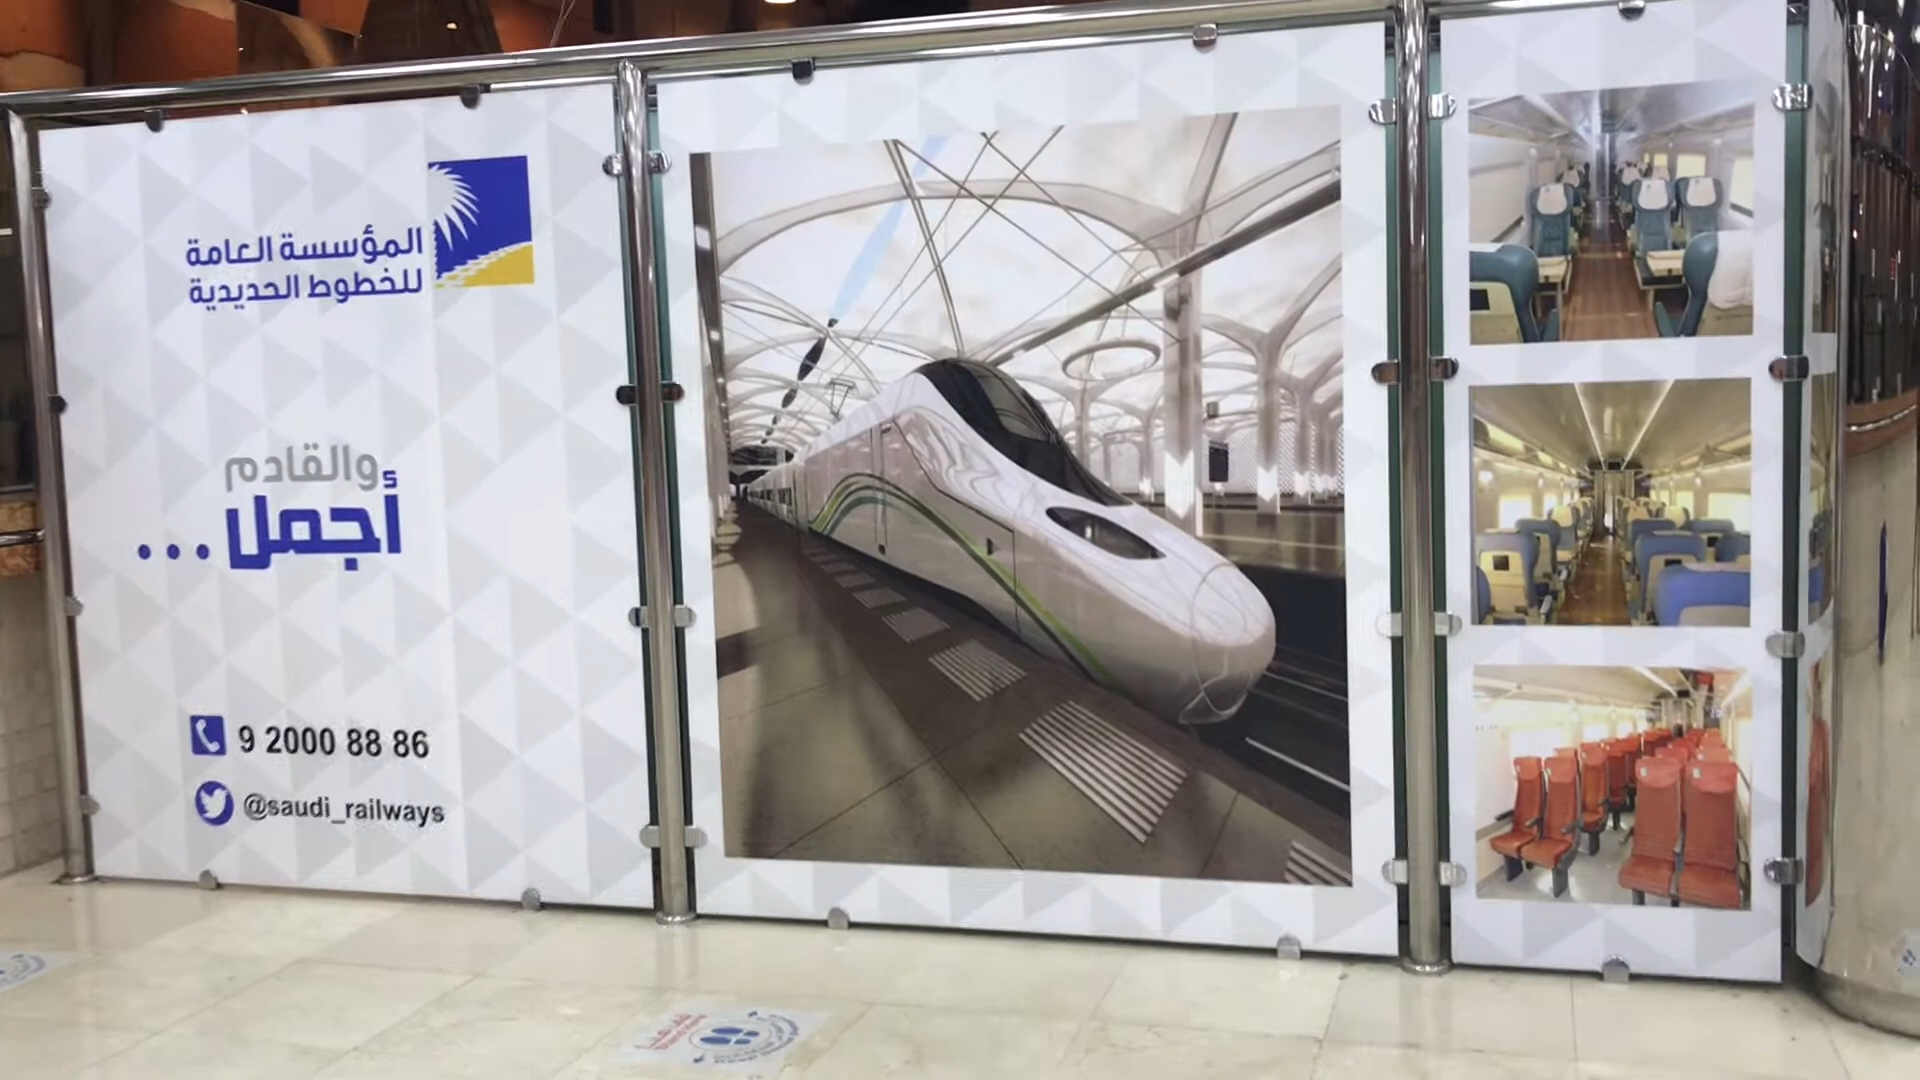 المؤسسة العامة
للخطوط الحديدية
والقادم
أجمل...
9 2000 88 86
@saudi_railways